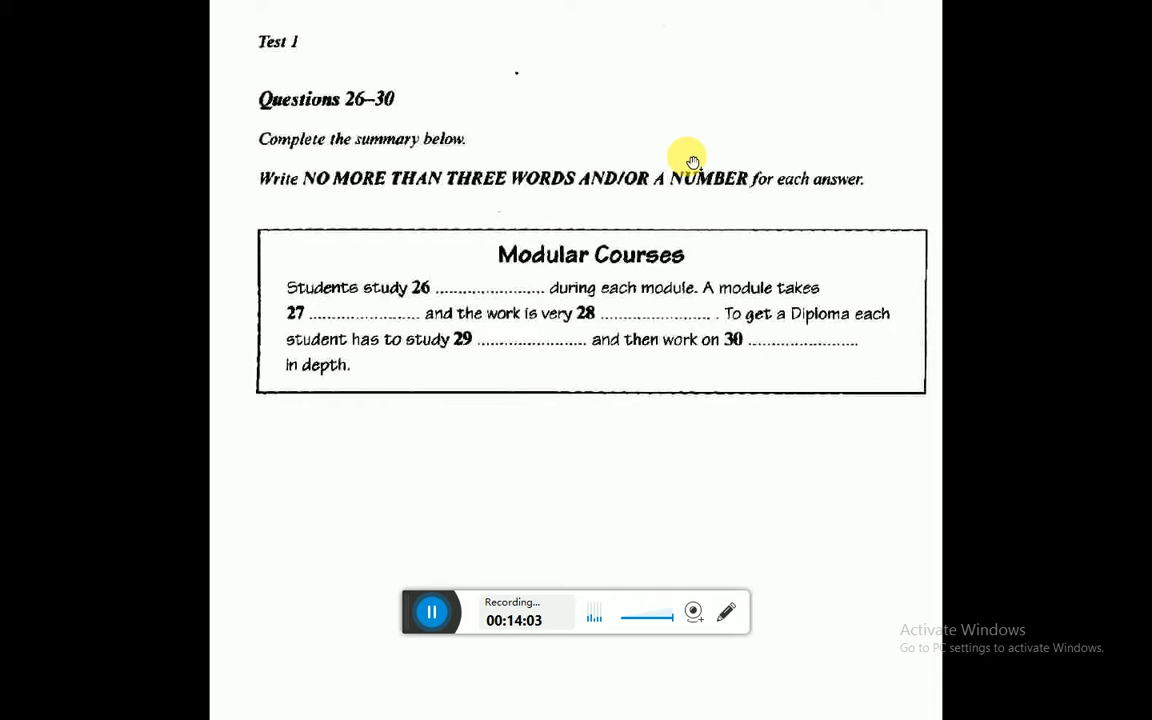 Test 1
Questions 26–30
Complete the summary below.
Write NO MORE THAN THREE WORDS AND/OR A NUMBER for each answer.
Modular Courses
Students study 26 ........................ during each module. A module takes
27 ........................ and the work is very 28 ........................ . To get a Diploma each
student has to study 29 ........................ and then work on 30 ........................
in depth.
Recording...
00:14:03
Activate Windows
Go to PC settings to activate Windows.